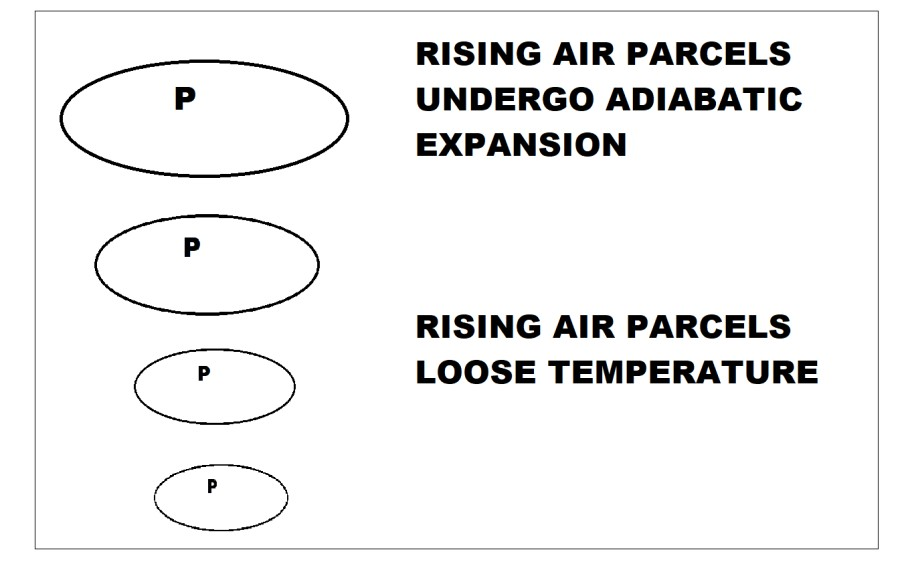 RISING AIR PARCELS
UNDERGO ADIABATIC
EXPANSION
P
P
RISING AIR PARCELS
LOOSE TEMPERATURE
P
P